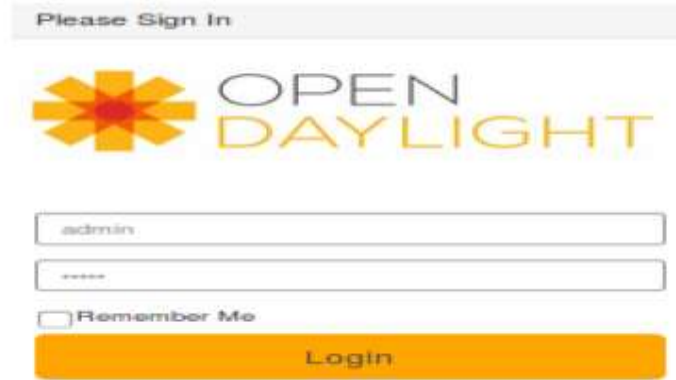 Please Sign In
OPEN
DAYLIGHT
admin
•••••
Remember Me
Login